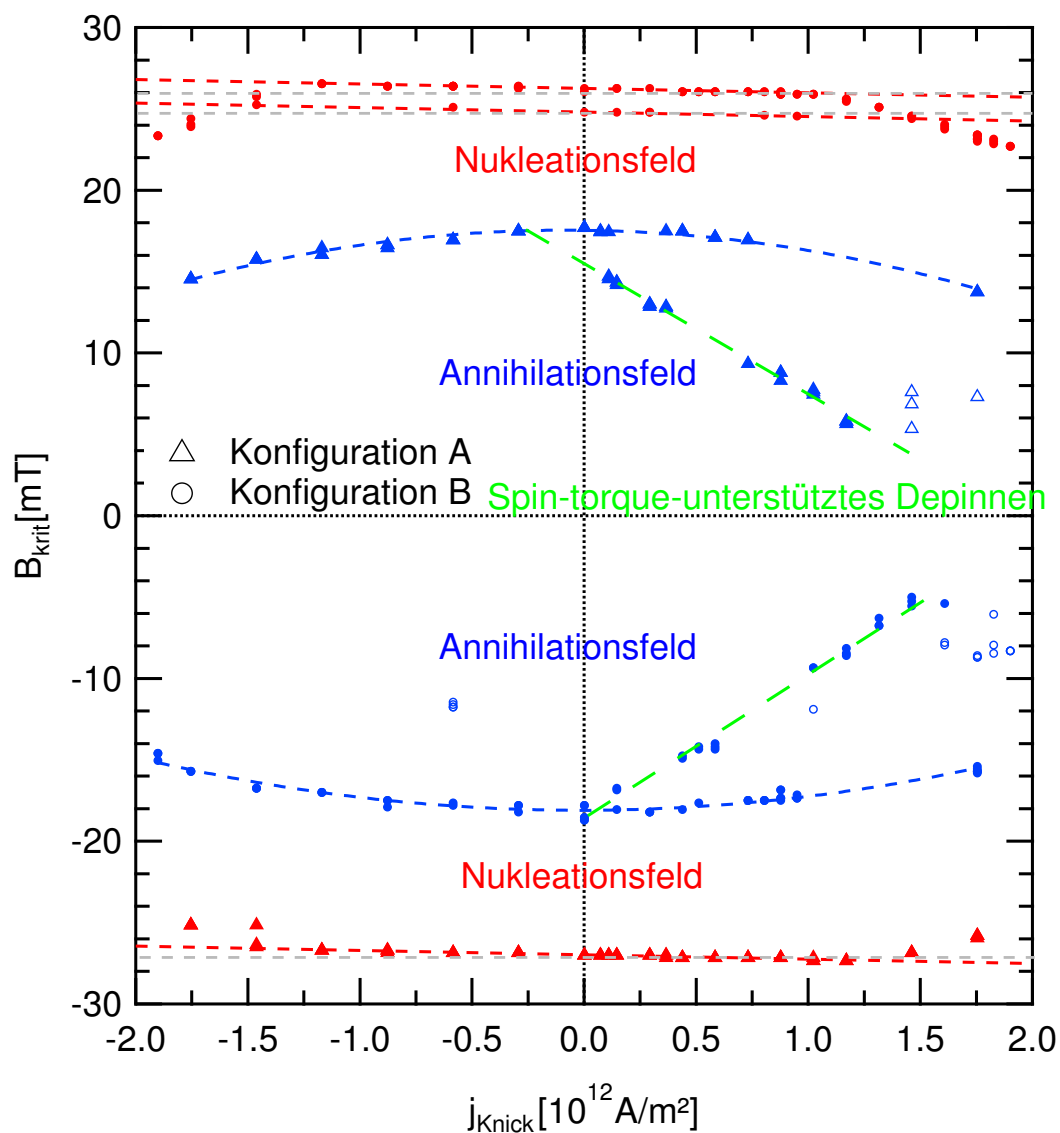 30
20
10
0
-10
-20
-30
B_krit[mT]
Nukleationsfeld
Annihilationsfeld
Konfiguration A
Konfiguration B
Spin-torque-unterstütztes Depinnen
Annihilationsfeld
Nukleationsfeld
-2.0 -1.5 -1.0 -0.5 0.0 0.5 1.0 1.5 2.0
j_Knick[10^12 A/m²]